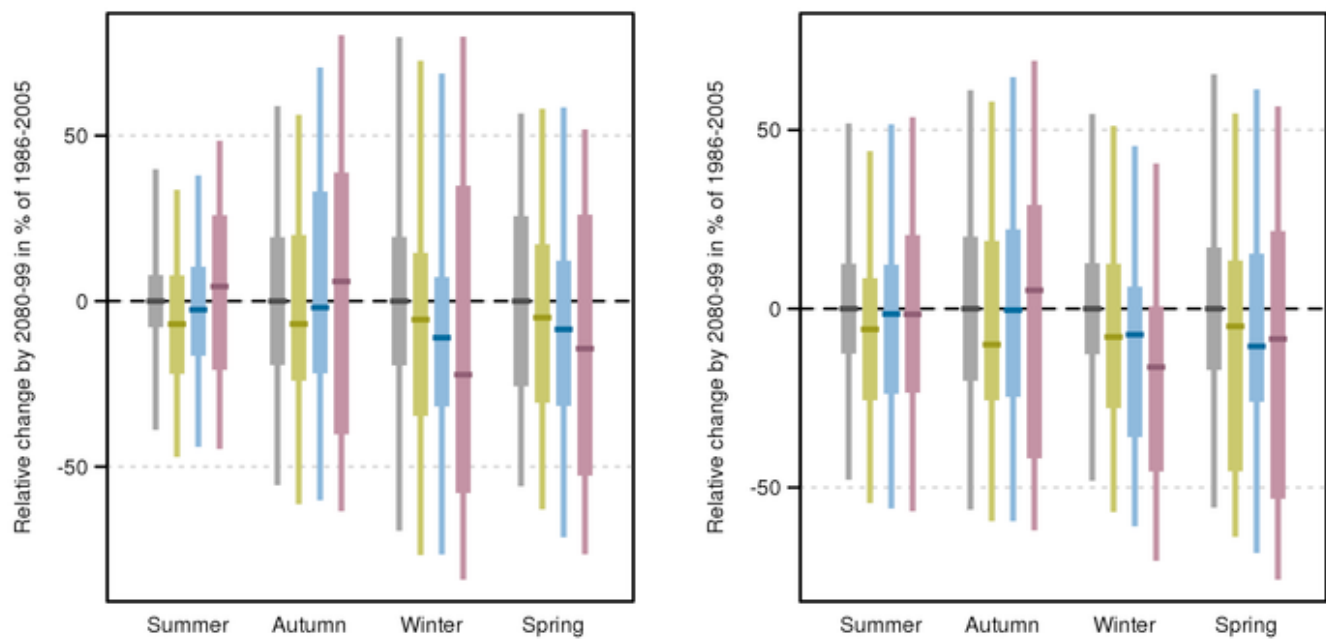 Relative change by 2080-99 in % of 1986-2005
50
0
-50
Summer Autumn Winter Spring
Relative change by 2080-99 in % of 1986-2005
50
0
-50
Summer Autumn Winter Spring